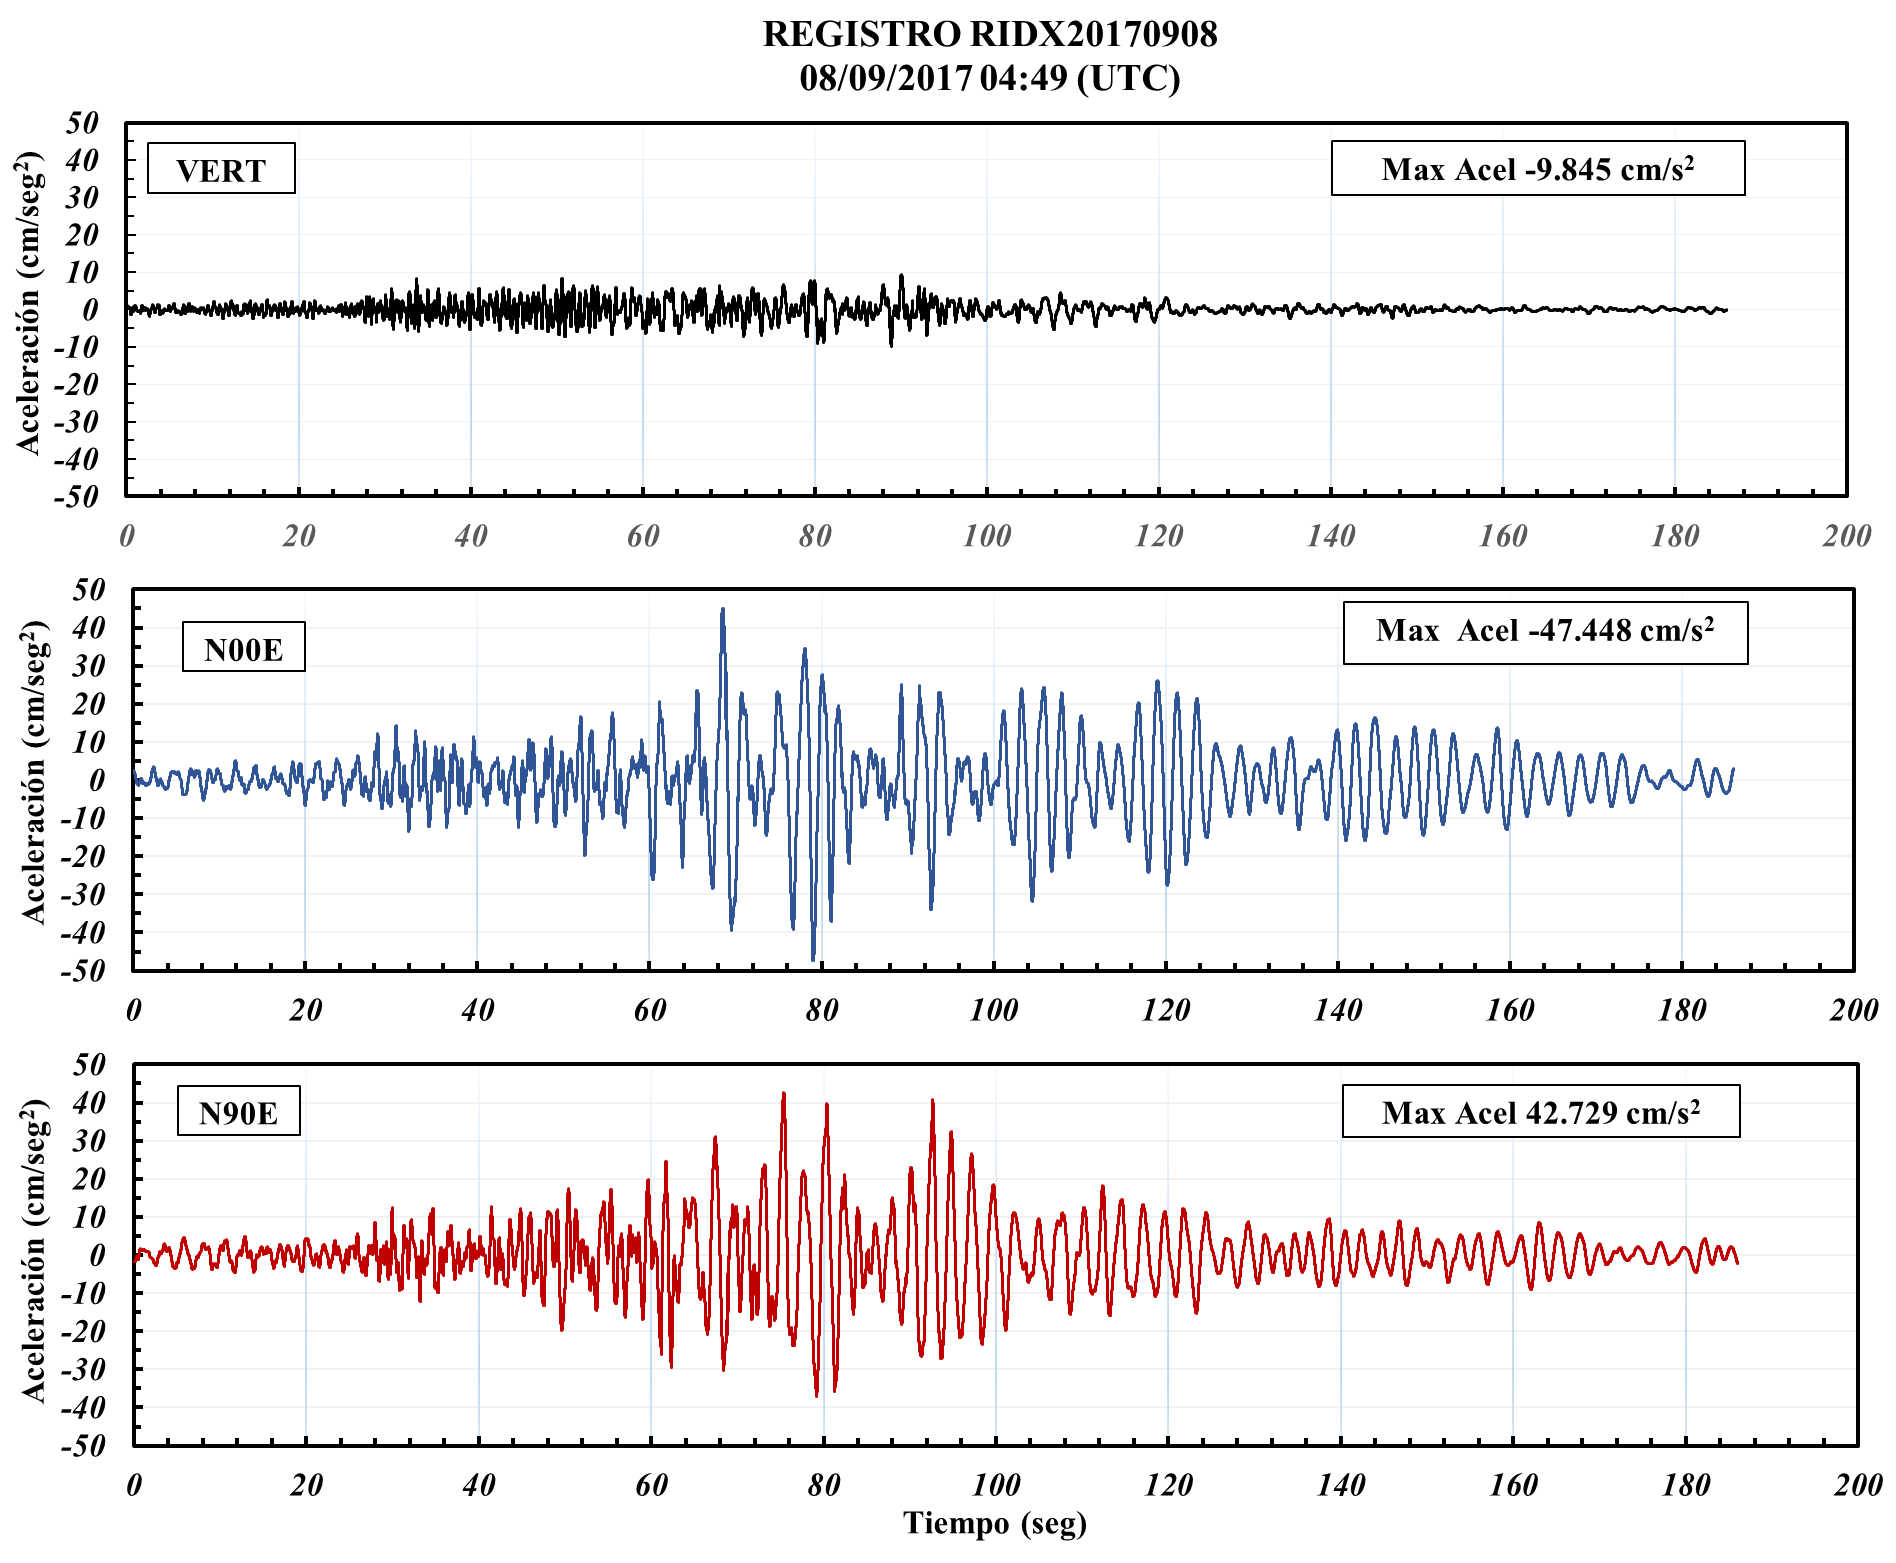 REGISTRO RIDX20170908
08/09/2017 04:49 (UTC)
Aceleración (cm/seg²)
50
40
30
20
10
0
-10
-20
-30
-40
-50
VERT
Max Acel -9.845 cm/s²
0 20 40 60 80 100 120 140 160 180 200
Aceleración (cm/seg²)
50
40
30
20
10
0
-10
-20
-30
-40
-50
N00E
Max Acel -47.448 cm/s²
0 20 40 60 80 100 120 140 160 180 200
Aceleración (cm/seg²)
50
40
30
20
10
0
-10
-20
-30
-40
-50
N90E
Max Acel 42.729 cm/s²
0 20 40 60 80 100 120 140 160 180 200
Tiempo (seg)